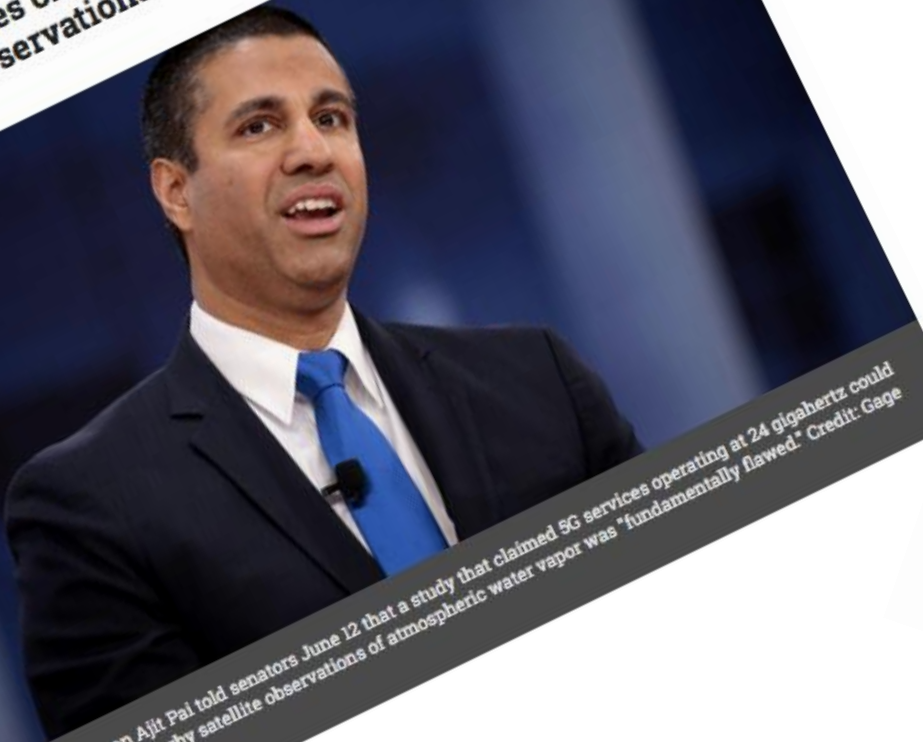 servation
Ajit Pai told senators June 12 that a study that claimed 5G services operating at 24 gigahertz could
by satellite observations of atmospheric water vapor was "fundamentally flawed." Credit: Gage